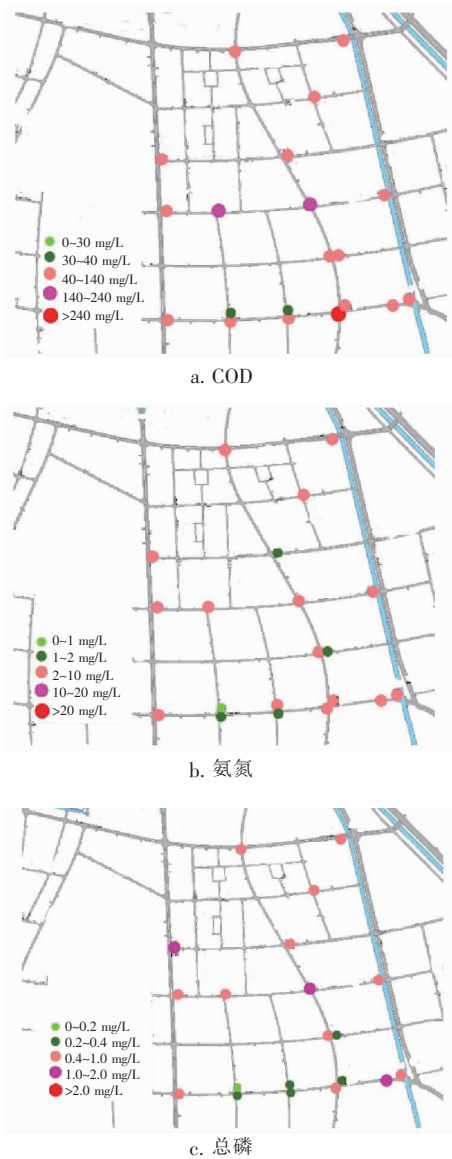 0~30 mg/L
30~40 mg/L
40~140 mg/L
140~240 mg/L
>240 mg/L
a. COD
0~1 mg/L
1~2 mg/L
2~10 mg/L
10~20 mg/L
>20 mg/L
b. 氨氮
0~0.2 mg/L
0.2~0.4 mg/L
0.4~1.0 mg/L
1.0~2.0 mg/L
>2.0 mg/L
c. 总磷